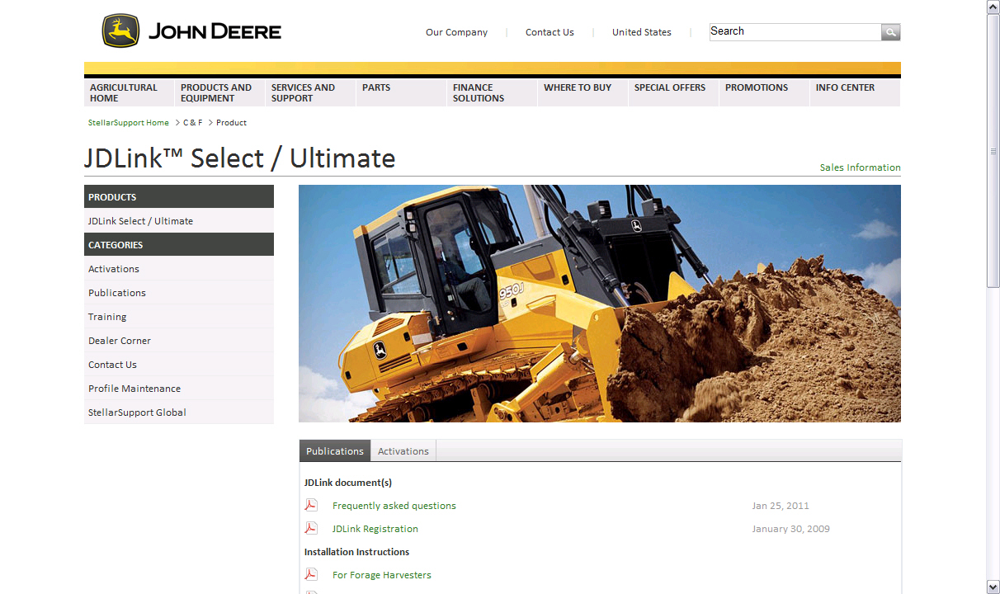 JOHN DEERE
Our Company
Contact Us
United States
Search
AGRICULTURAL HOME
PRODUCTS AND EQUIPMENT
SERVICES AND SUPPORT
PARTS
FINANCE SOLUTIONS
WHERE TO BUY
SPECIAL OFFERS
PROMOTIONS
INFO CENTER
StellarSupport Home > C & F > Product
JDLink™ Select / Ultimate
Sales Information
PRODUCTS
JDLink Select / Ultimate
CATEGORIES
Activations
Publications
Training
Dealer Corner
Contact Us
Profile Maintenance
StellarSupport Global
950J
Publications
Activations
JDLink document(s)
Frequently asked questions Jan 25, 2011
JDLink Registration January 30, 2009
Installation Instructions
For Forage Harvesters